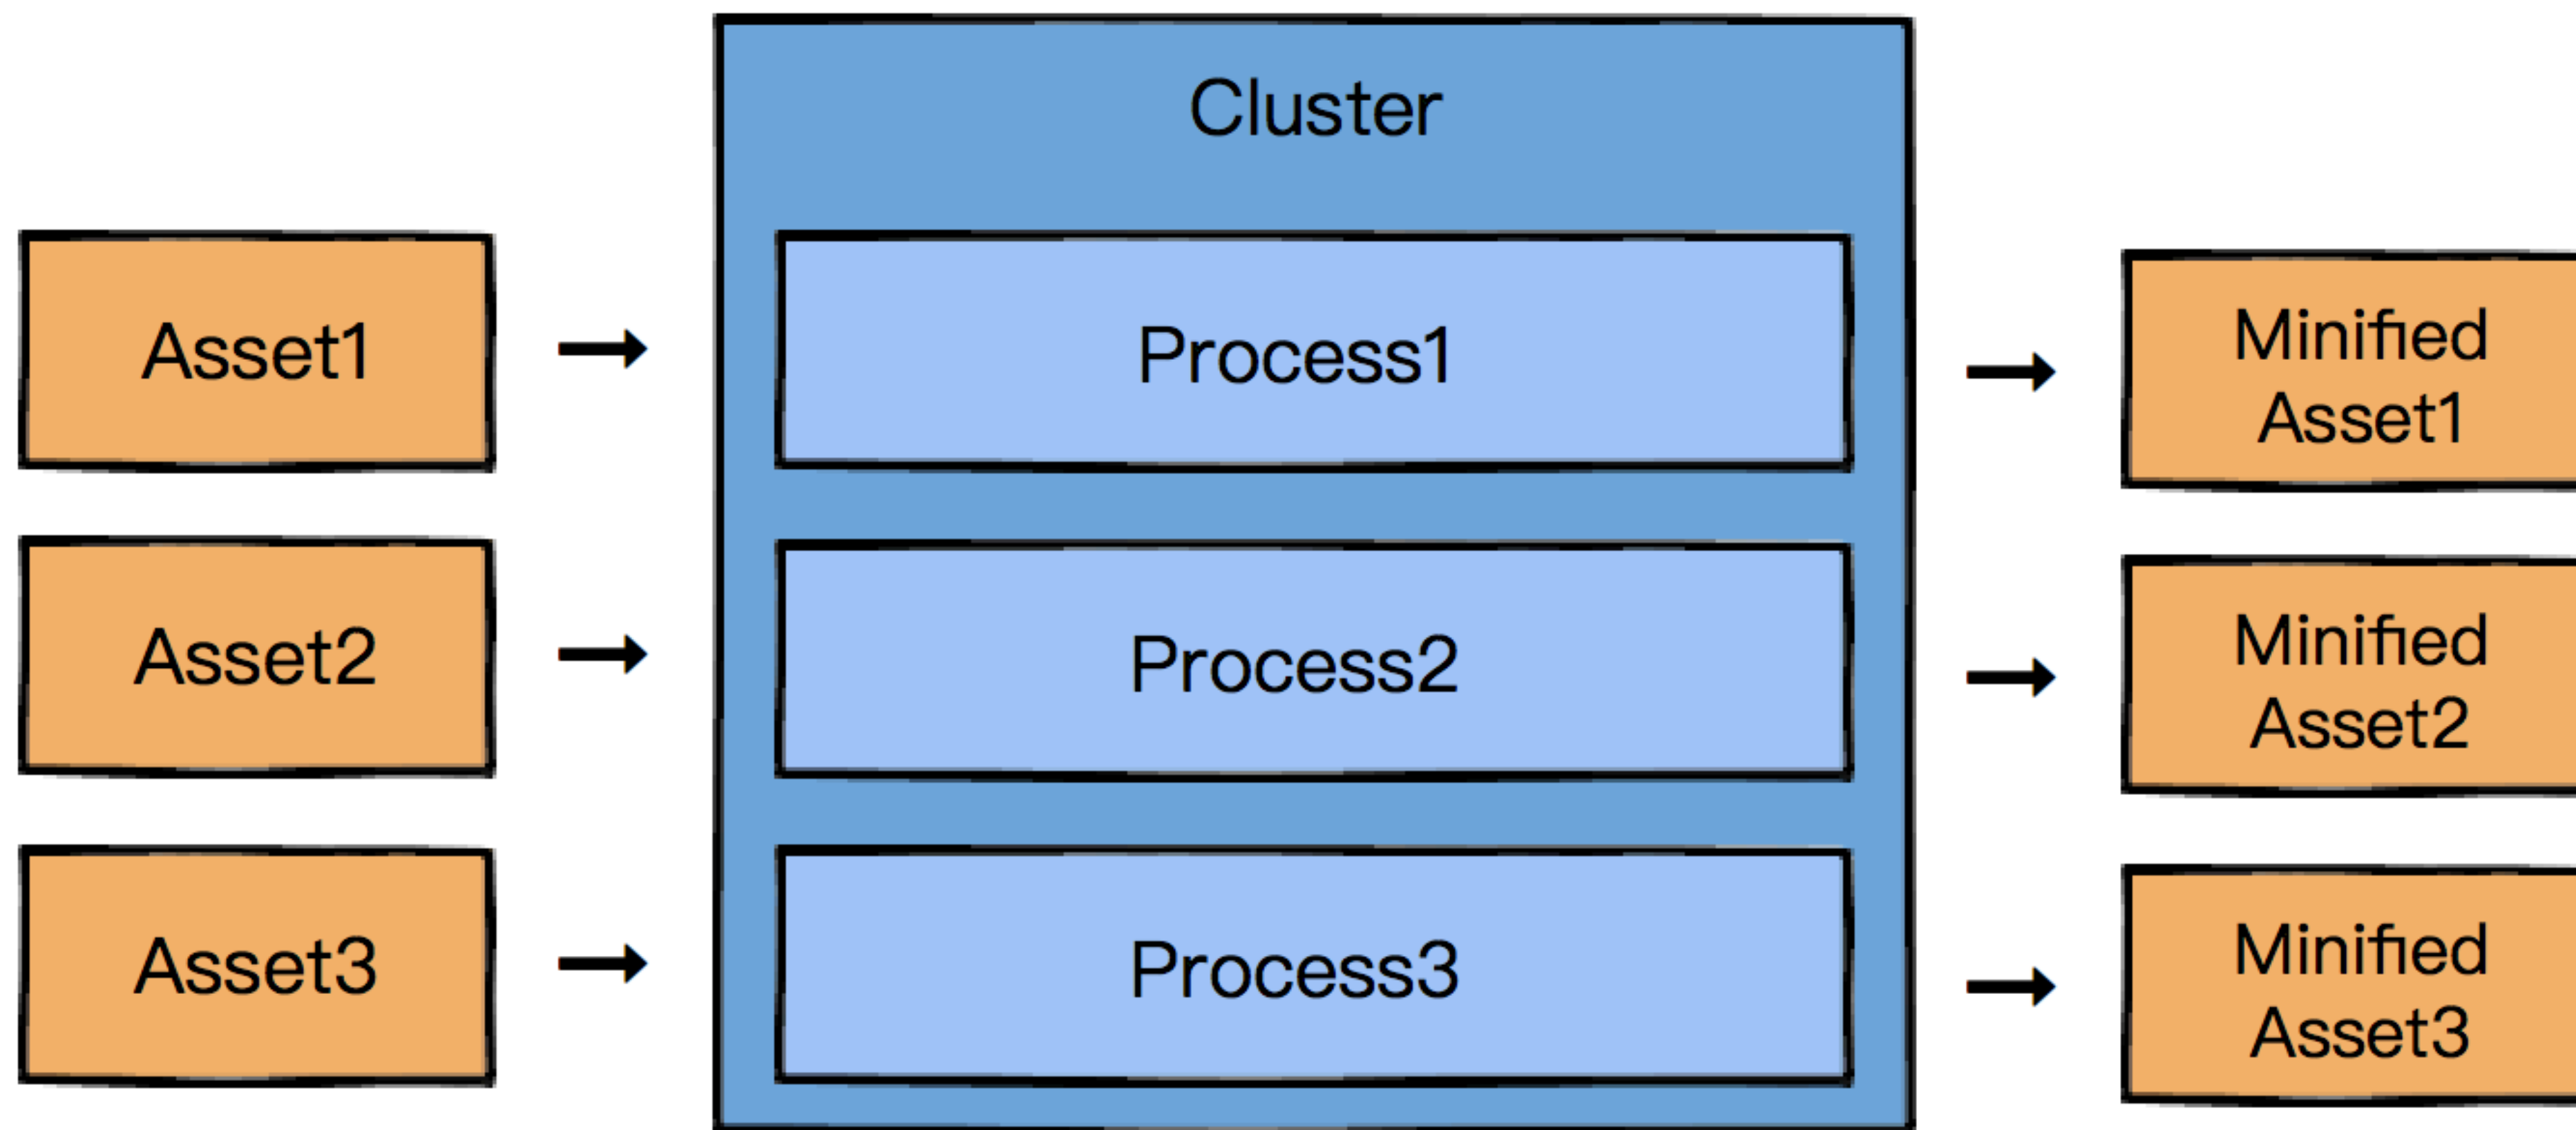 Cluster
Asset1
Process1
Minified
Asset1
Asset2
Process2
Minified
Asset2
Asset3
Process3
Minified
Asset3